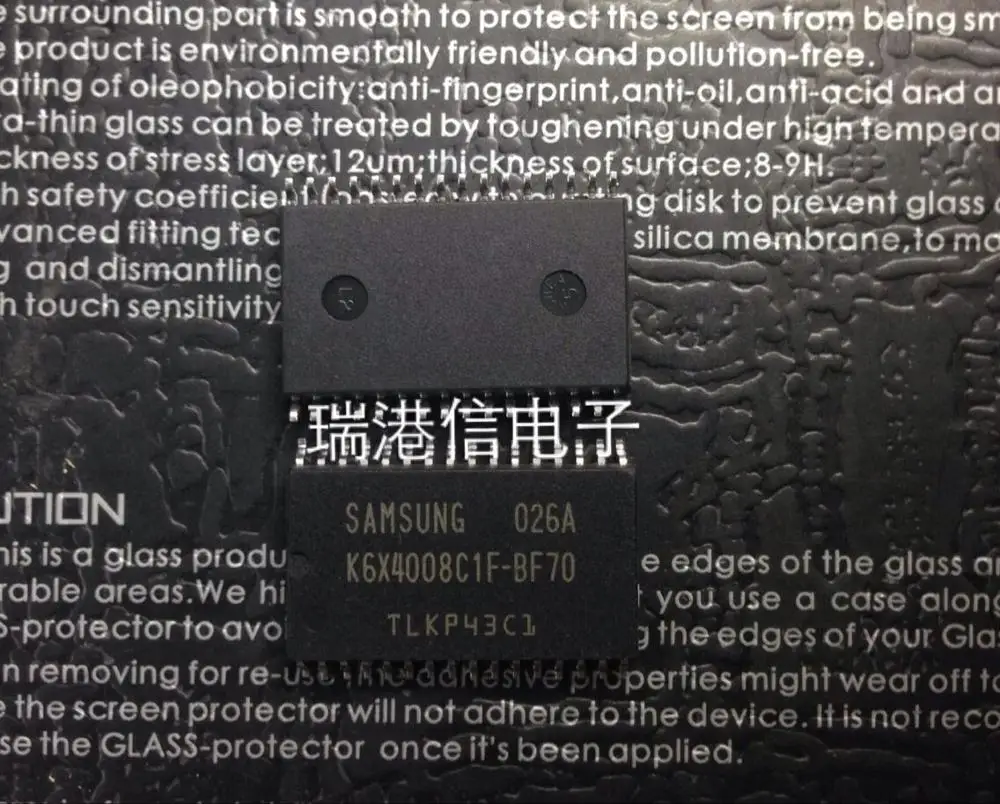 surrounding part is smooth to protect the screen from being sm
product is environmentally friendly and pollution-free.
ating of oleophobicity:anti-fingerprint,anti-oil,anti-acid and a
a-thin glass can be treated by toughening under high tempera
ckness of stress layer;12um;thickness of surface;8-9H.
h safety coefficien ng disk to prevent glass
vanced fitting tec silica membrane,to ma
g and dismantling
h touch sensitivity
瑞港信电子
SAMSUNG 026A
K6X4008C1F-BF70
TLKP43C1
UTION
his is a glass produ e edges of the glass a
rable areas.We hi you use a case along
S-protector to avo g the edges of your Gla
n removing for re-use the adhesive properties might wear off t
the screen protector will not adhere to the device. It is not reco
se the GLASS-protector once it's been applied.